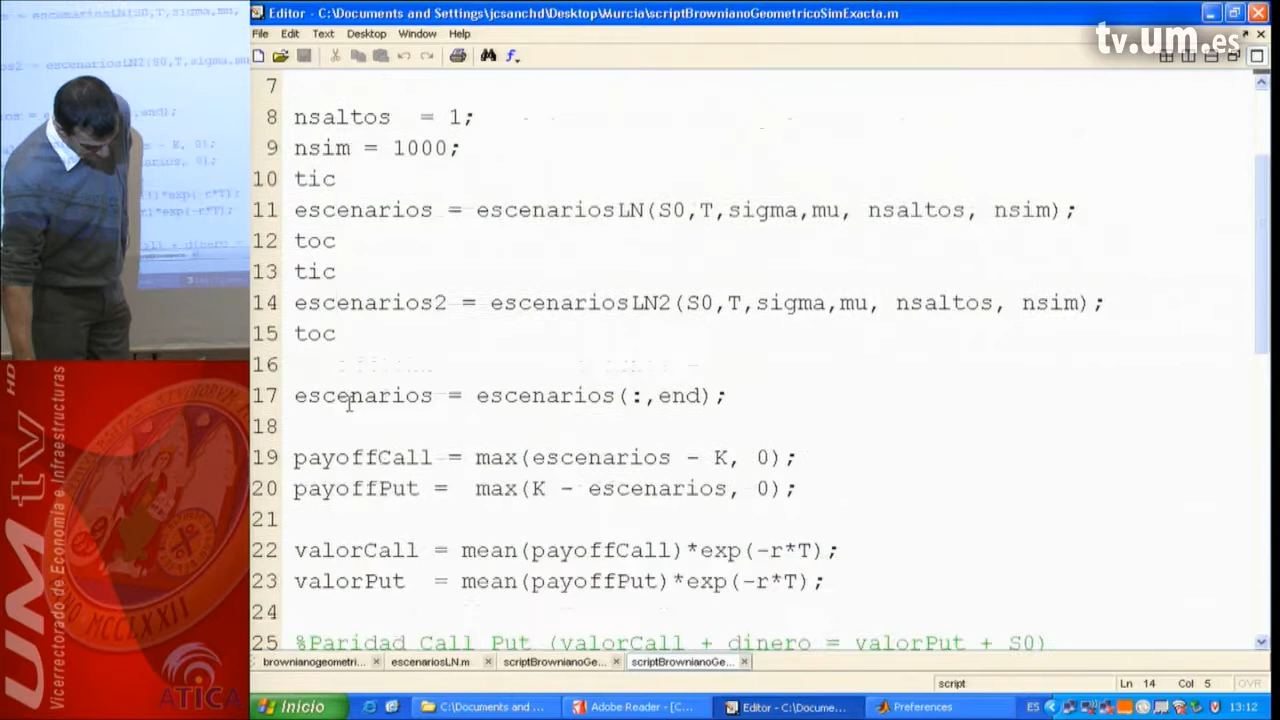 Editor - C:\Documents and Settings\jcsanchd\Desktop\Murcia\scriptBrownianoGeometricoSimExacta.m
tv.um.es
File Edit Text Desktop Window Help
7
8 nsaltos = 1;
9 nsim = 1000;
10 tic
11 escenarios = escenariosLN(S0,T,sigma,mu, nsaltos, nsim);
12 toc
13 tic
14 escenarios2 = escenariosLN2(S0,T,sigma,mu, nsaltos, nsim);
15 toc
16
17 escenarios = escenarios(:,end);
18
19 payoffCall = max(escenarios - K, 0);
20 payoffPut = max(K - escenarios, 0);
21
22 valorCall = mean(payoffCall)*exp(-r*T);
23 valorPut = mean(payoffPut)*exp(-r*T);
24
25 %Paridad Call Put (valorCall + dinero = valorPut + S0)
brownianogeometri... escenariosLN.m scriptBrownianoGe... scriptBrownianoGe...
script Ln 14 Col 5 OVR
Inicio C:\Documents and ... Adobe Reader - [C... Editor - C:\Docume... Preferences ES 13:12
UMtv HD
Vicerrectorado de Economía e Infraestructuras
MCCLXXII
ATICA